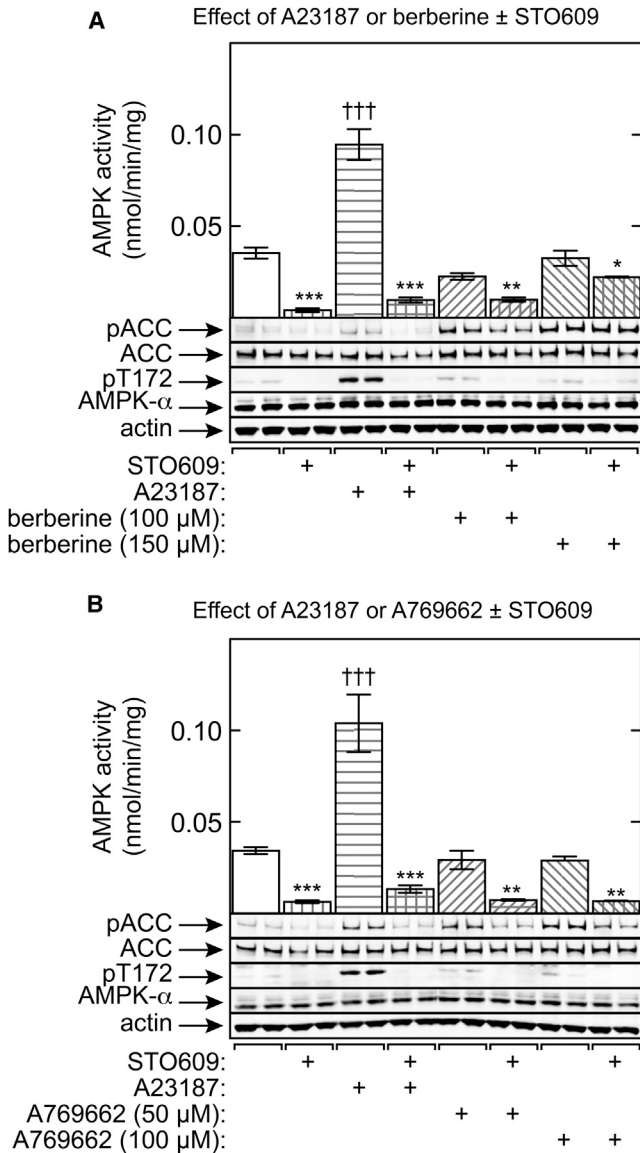 A
Effect of A23187 or berberine ± STO609
AMPK activity
(nmol/min/mg)
0.10
0.05
†††
***
***
**
*
pACC
ACC
pT172
AMPK-α
actin
STO609: + + + +
A23187: + +
berberine (100 µM): + +
berberine (150 µM): + +
B
Effect of A23187 or A769662 ± STO609
AMPK activity
(nmol/min/mg)
0.10
0.05
†††
***
***
**
**
pACC
ACC
pT172
AMPK-α
actin
STO609: + + + +
A23187: + +
A769662 (50 µM): + +
A769662 (100 µM): + +